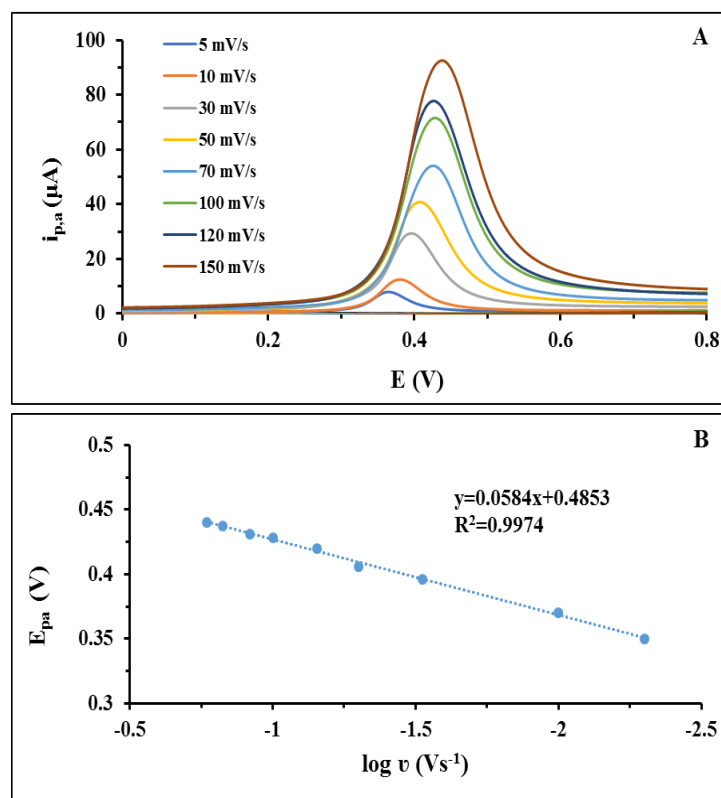 A
5 mV/s
10 mV/s
30 mV/s
50 mV/s
70 mV/s
100 mV/s
120 mV/s
150 mV/s
i p,a (µA)
100
80
60
40
20
0
0 0.2 0.4 0.6 0.8
E (V)
B
y=0.0584x+0.4853
R²=0.9974
Epa (V)
0.5
0.45
0.4
0.35
0.3
-0.5 -1 -1.5 -2 -2.5
log υ (Vs⁻¹)